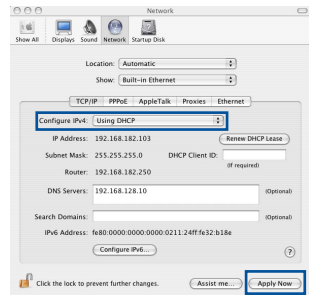 Network
Show All Displays Sound Network Startup Disk
Location: Automatic
Show: Built-in Ethernet
TCP/IP PPPoE AppleTalk Proxies Ethernet
Configure IPv4: Using DHCP
IP Address: 192.168.182.103 Renew DHCP Lease
Subnet Mask: 255.255.255.0 DHCP Client ID:
(If required)
Router: 192.168.182.250
DNS Servers: 192.168.128.10 (Optional)
Search Domains: (Optional)
IPv6 Address: fe80:0000:0000:0000:0211:24ff:fe32:b18e
Configure IPv6... ?
Click the lock to prevent further changes. Assist me... Apply Now